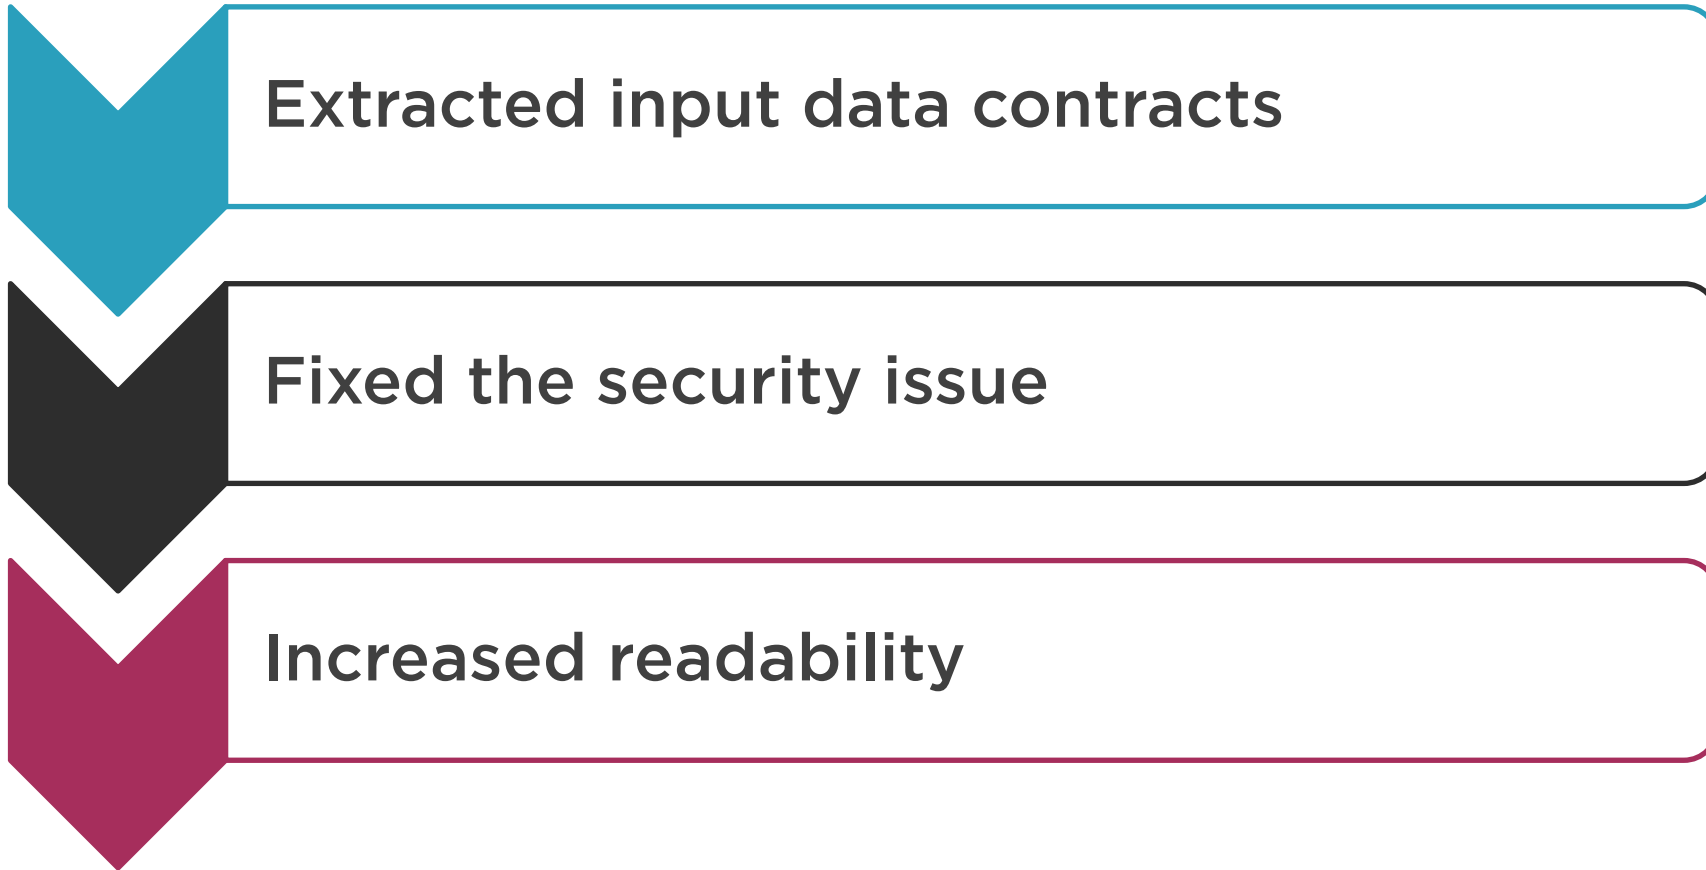 Extracted input data contracts
Fixed the security issue
Increased readability